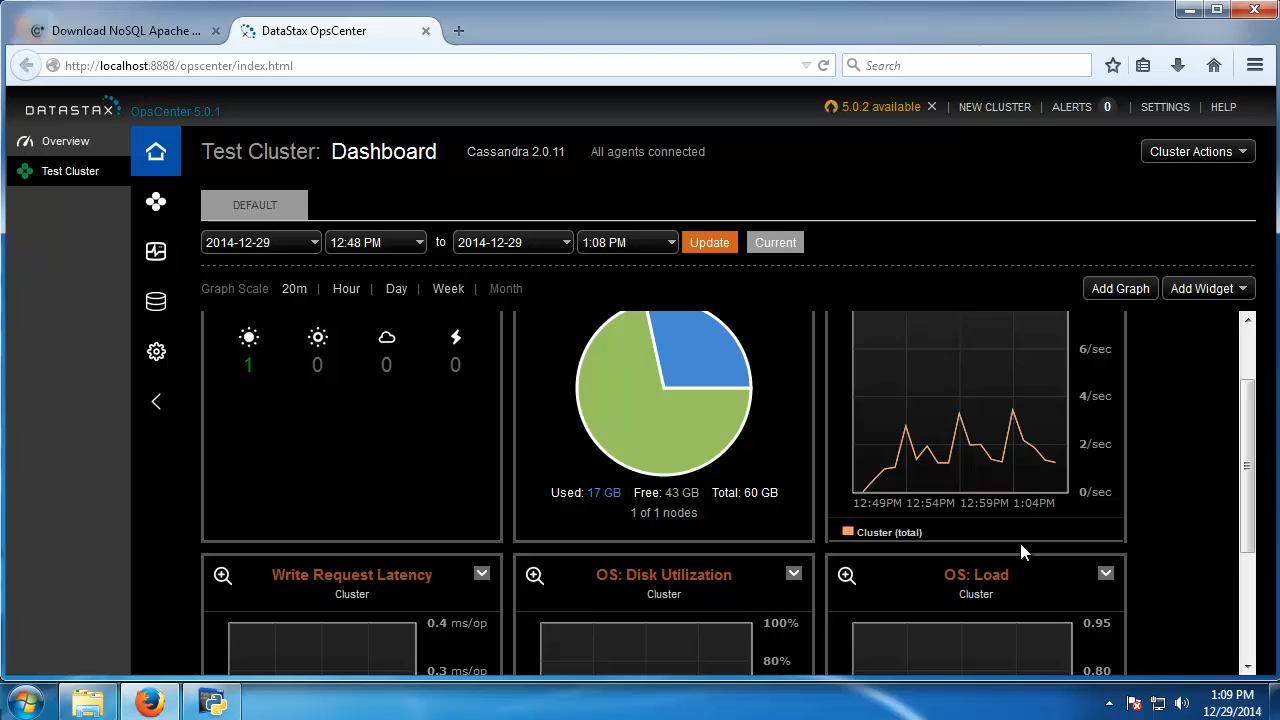 Download NoSQL Apache ...
DataStax OpsCenter
http://localhost:8888/opscenter/index.html
Search
DATASTAX
OpsCenter 5.0.1
5.0.2 available
NEW CLUSTER
ALERTS 0
SETTINGS
HELP
Overview
Test Cluster
Test Cluster: Dashboard
Cassandra 2.0.11
All agents connected
Cluster Actions
DEFAULT
2014-12-29 12:48 PM to 2014-12-29 1:08 PM Update Current
Graph Scale 20m | Hour | Day | Week | Month
Add Graph
Add Widget
1 0 0 0
Used: 17 GB Free: 43 GB Total: 60 GB
1 of 1 nodes
6/sec
4/sec
2/sec
0/sec
12:49PM 12:54PM 12:59PM 1:04PM
Cluster (total)
Write Request Latency
Cluster
0.4 ms/op
0.3 ms/op
OS: Disk Utilization
Cluster
100%
80%
OS: Load
Cluster
0.95
0.80
1:09 PM
12/29/2014